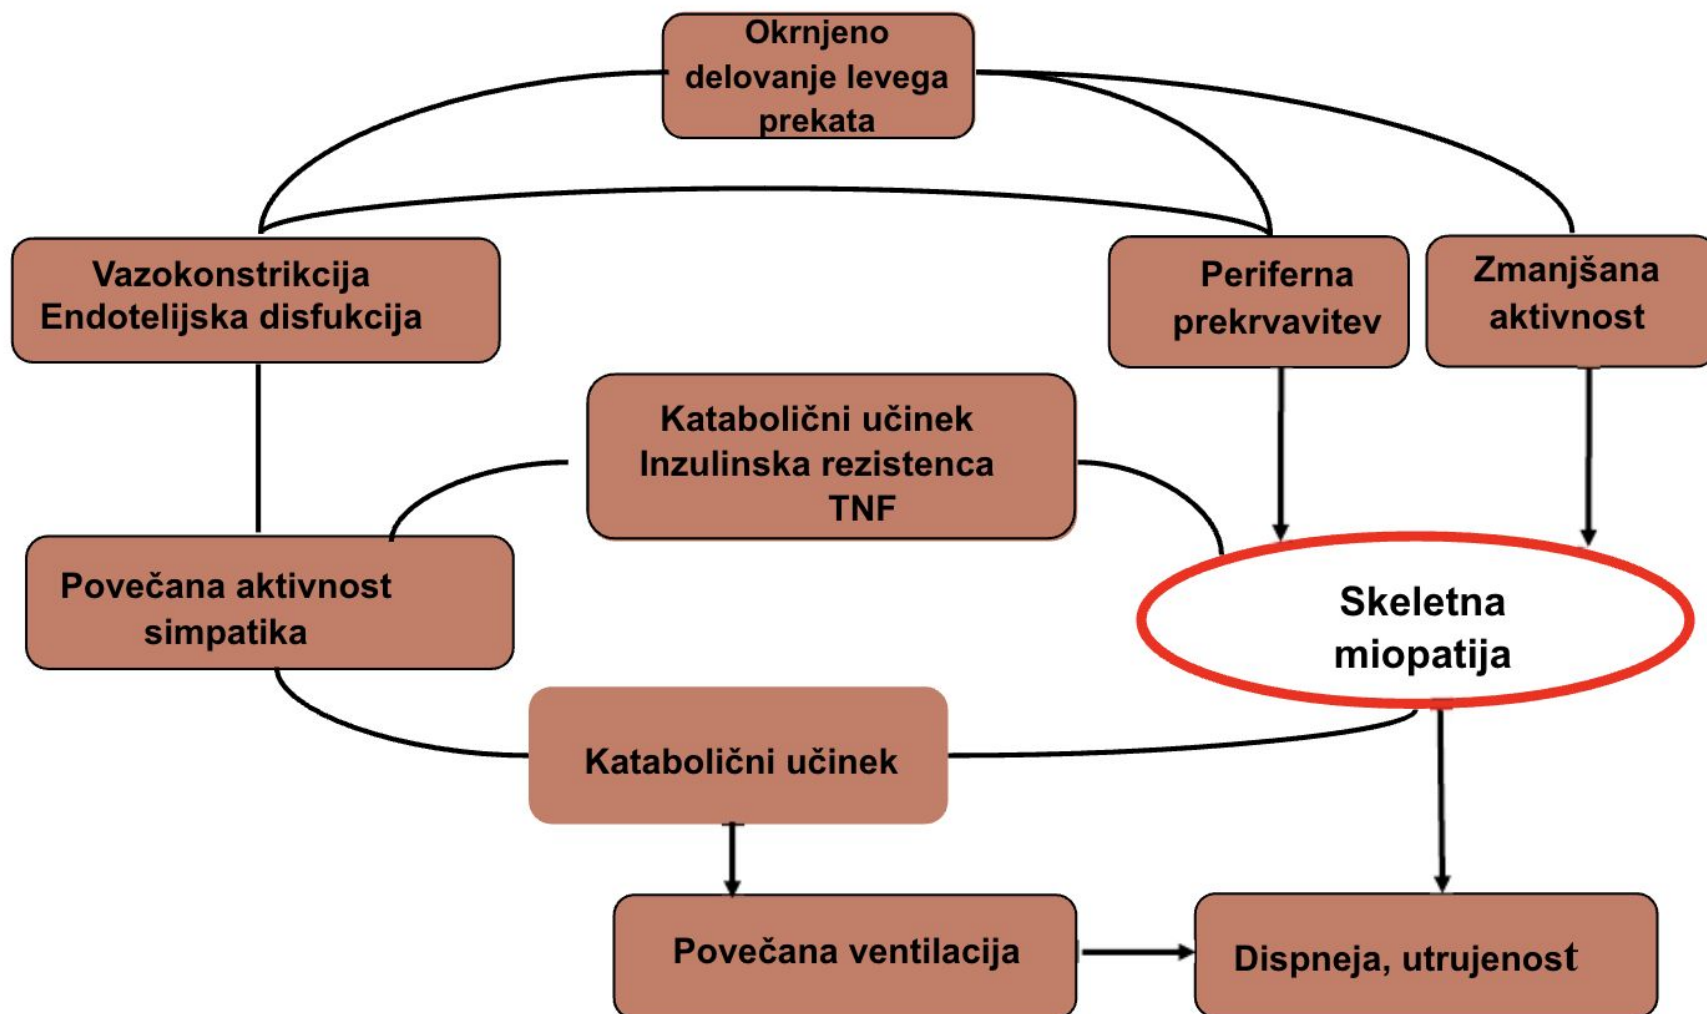 Okrnjeno
delovanje levega
prekata
Vazokonstrikcija
Endotelijska disfukcija
Periferna
prekrvavitev
Zmanjšana
aktivnost
Katabolični učinek
Inzulinska rezistenca
TNF
Povečana aktivnost
simpatika
Skeletna
miopatija
Katabolični učinek
Povečana ventilacija
Dispneja, utrujenost